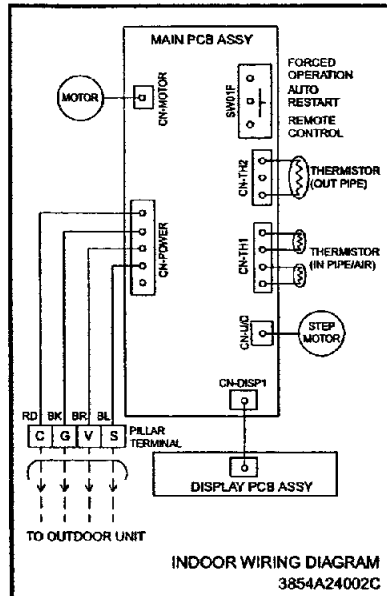 MAIN PCB ASSY
MOTOR
CN-MOTOR
SW01F
FORCED
OPERATION
AUTO
RESTART
REMOTE
CONTROL
CN-TH2
THERMISTOR
(OUT PIPE)
CN-POWER
CN-TH1
THERMISTOR
(IN PIPE/AIR)
CN-U/D
STEP
MOTOR
CN-DISP1
RD BK BR BL
C G V S
PILLAR
TERMINAL
DISPLAY PCB ASSY
TO OUTDOOR UNIT
INDOOR WIRING DIAGRAM
3854A24002C